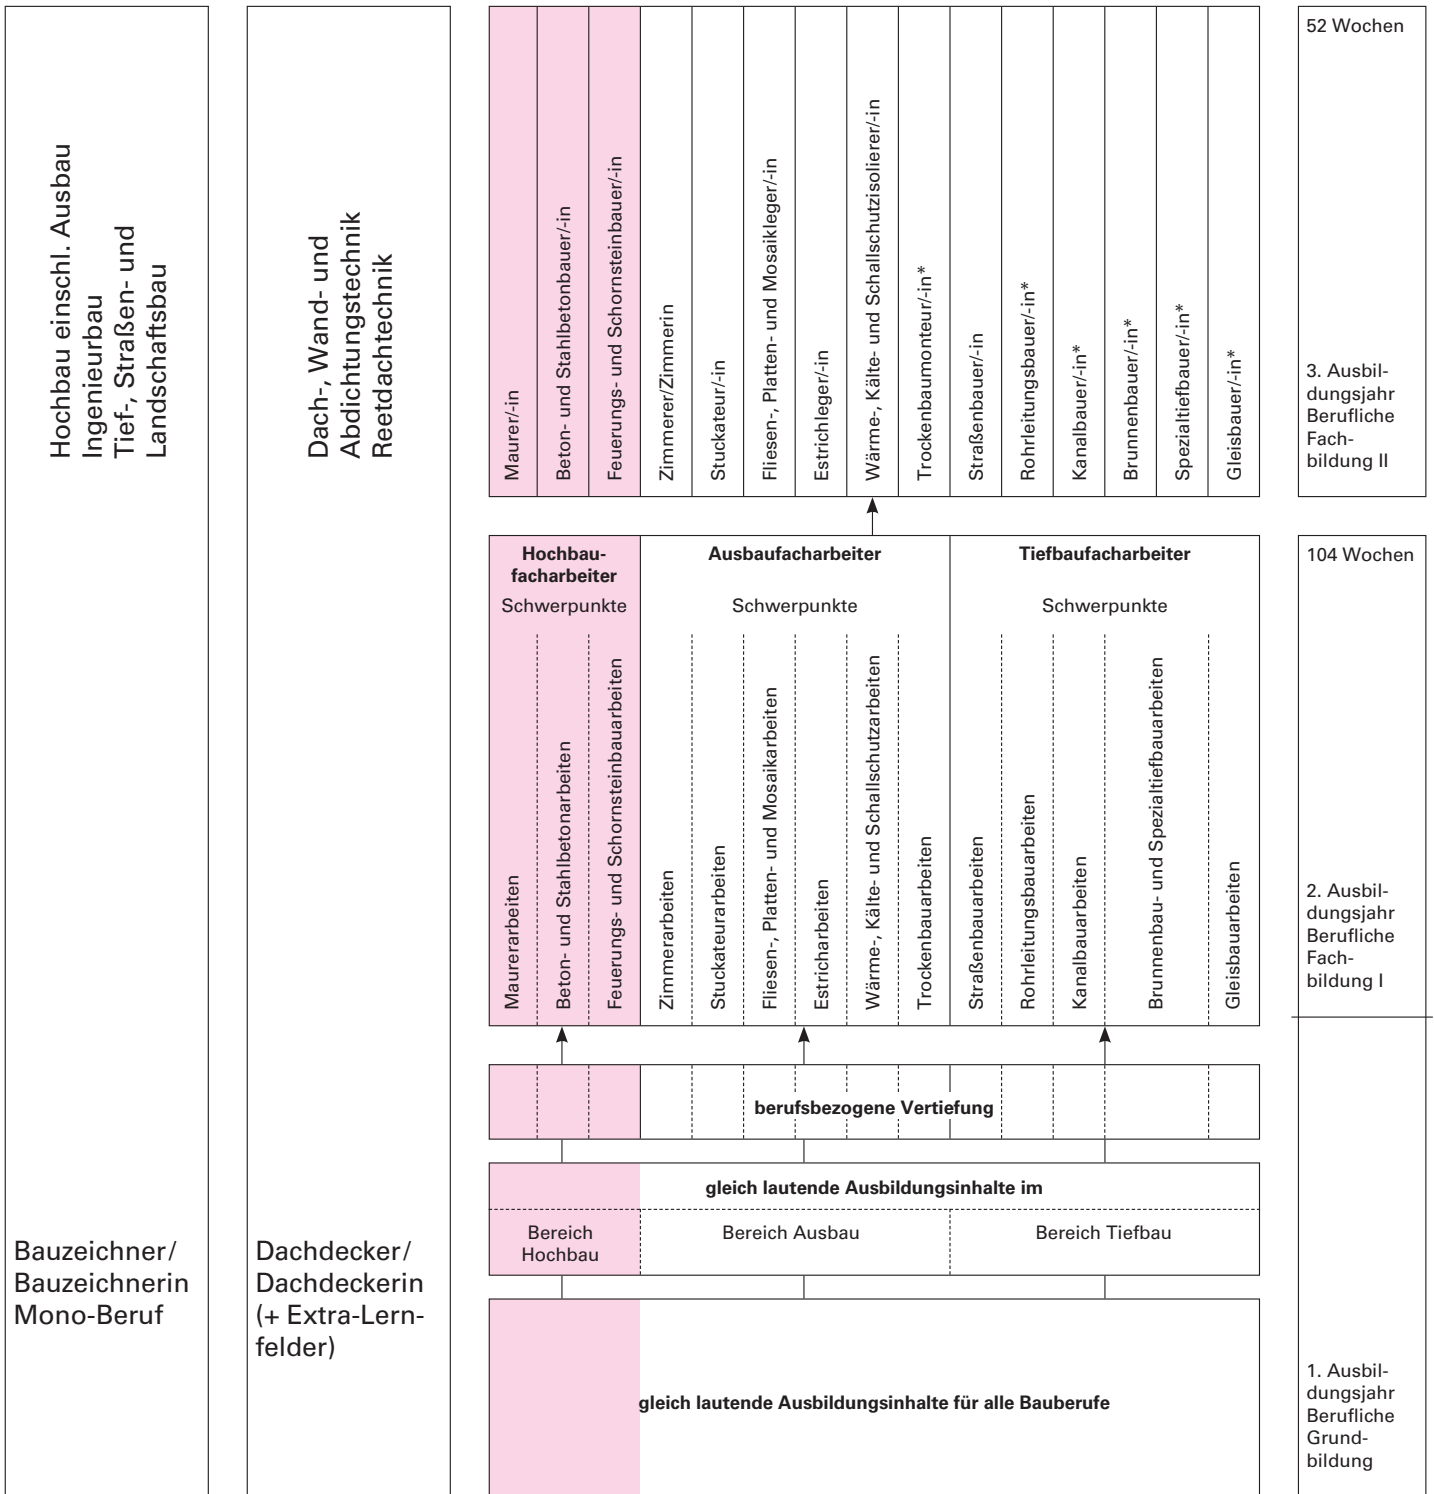 Hochbau einschl. Ausbau
Ingenieurbau
Tief-, Straßen- und
Landschaftsbau
Bauzeichner/
Bauzeichnerin
Mono-Beruf
Dach-, Wand- und
Abdichtungstechnik
Reetdachtechnik
Dachdecker/
Dachdeckerin
(+ Extra-Lern-
felder)
Maurer/-in
Beton- und Stahlbetonbauer/-in
Feuerungs- und Schornsteinbauer/-in
Zimmerer/Zimmerin
Stuckateur/-in
Fliesen-, Platten- und Mosaikleger/-in
Estrichleger/-in
Wärme-, Kälte- und Schallschutzisolierer/-in
Trockenbaumonteur/-in*
Straßenbauer/-in
Rohrleitungsbauer/-in*
Kanalbauer/-in*
Brunnenbauer/-in*
Spezialtiefbauer/-in*
Gleisbauer/-in*
Hochbau-
facharbeiter
Schwerpunkte
Ausbaufacharbeiter
Schwerpunkte
Tiefbaufacharbeiter
Schwerpunkte
Maurerarbeiten
Beton- und Stahlbetonarbeiten
Feuerungs- und Schornsteinbauarbeiten
Zimmerarbeiten
Stuckateurarbeiten
Fliesen-, Platten- und Mosaikarbeiten
Estricharbeiten
Wärme-, Kälte- und Schallschutzarbeiten
Trockenbauarbeiten
Straßenbauarbeiten
Rohrleitungsbauarbeiten
Kanalbauarbeiten
Brunnenbau- und Spezialtiefbauarbeiten
Gleisbauarbeiten
berufsbezogene Vertiefung
gleich lautende Ausbildungsinhalte im
Bereich
Hochbau
Bereich Ausbau
Bereich Tiefbau
gleich lautende Ausbildungsinhalte für alle Bauberufe
52 Wochen
3. Ausbil-
dungsjahr
Berufliche
Fach-
bildung II
104 Wochen
2. Ausbil-
dungsjahr
Berufliche
Fach-
bildung I
1. Ausbil-
dungsjahr
Berufliche
Grund-
bildung